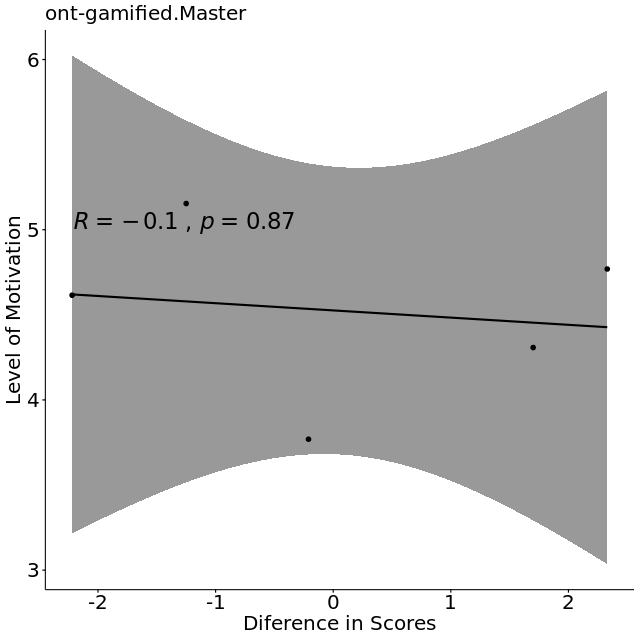 ont-gamified.Master
6
5
4
3
R = −0.1 , p = 0.87
Level of Motivation
-2 -1 0 1 2
Diference in Scores